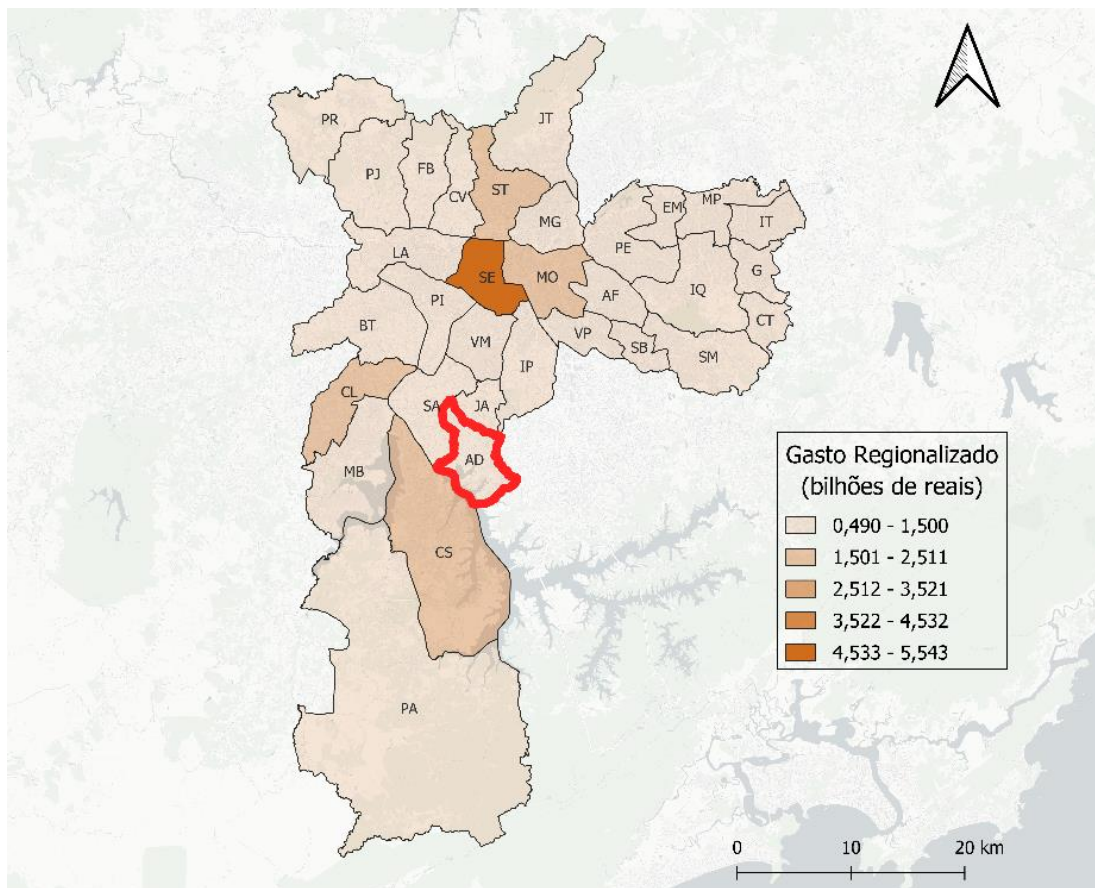 JT
PR
FB
PJ
ST
CV
MG
EM
MP
IT
PE
LA
SE
MO
G
PI
AF
IQ
BT
VM
VP
CT
SB
SM
IP
CL
SA
JA
AD
MB
CS
PA
Gasto Regionalizado
(bilhões de reais)
0,490 - 1,500
1,501 - 2,511
2,512 - 3,521
3,522 - 4,532
4,533 - 5,543
0 10 20 km